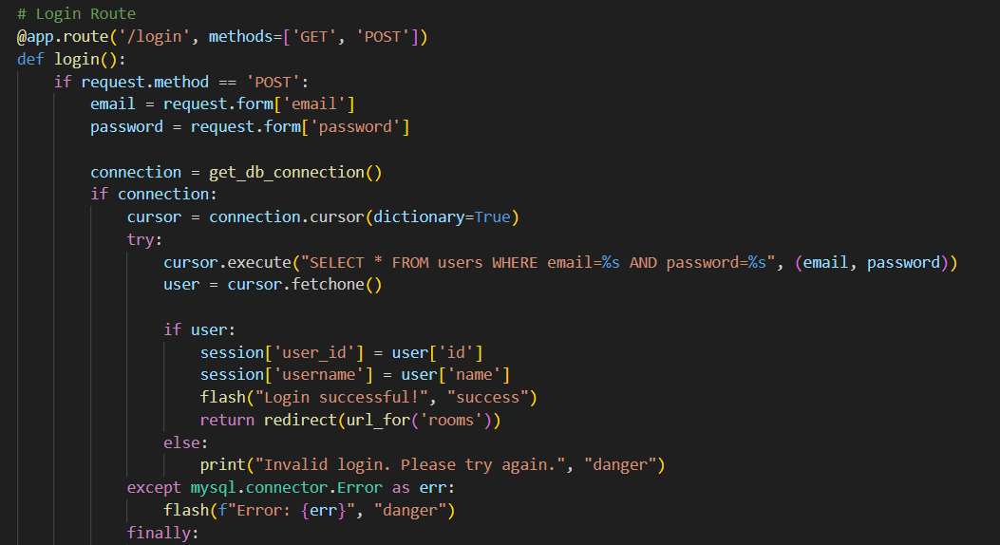 # Login Route
@app.route('/login', methods=['GET', 'POST'])
def login():
    if request.method == 'POST':
        email = request.form['email']
        password = request.form['password']

        connection = get_db_connection()
        if connection:
            cursor = connection.cursor(dictionary=True)
            try:
                cursor.execute("SELECT * FROM users WHERE email=%s AND password=%s", (email, password))
                user = cursor.fetchone()

                if user:
                    session['user_id'] = user['id']
                    session['username'] = user['name']
                    flash("Login successful!", "success")
                    return redirect(url_for('rooms'))
                else:
                    print("Invalid login. Please try again.", "danger")
            except mysql.connector.Error as err:
                flash(f"Error: {err}", "danger")
            finally: